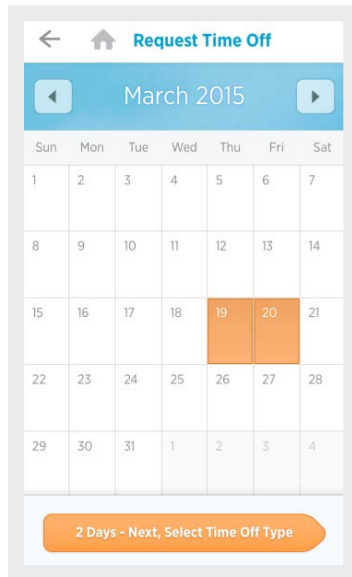 Request Time Off
March 2015
Sun Mon Tue Wed Thu Fri Sat
1 2 3 4 5 6 7
8 9 10 11 12 13 14
15 16 17 18 19 20 21
22 23 24 25 26 27 28
29 30 31 1 2 3 4
2 Days - Next, Select Time Off Type